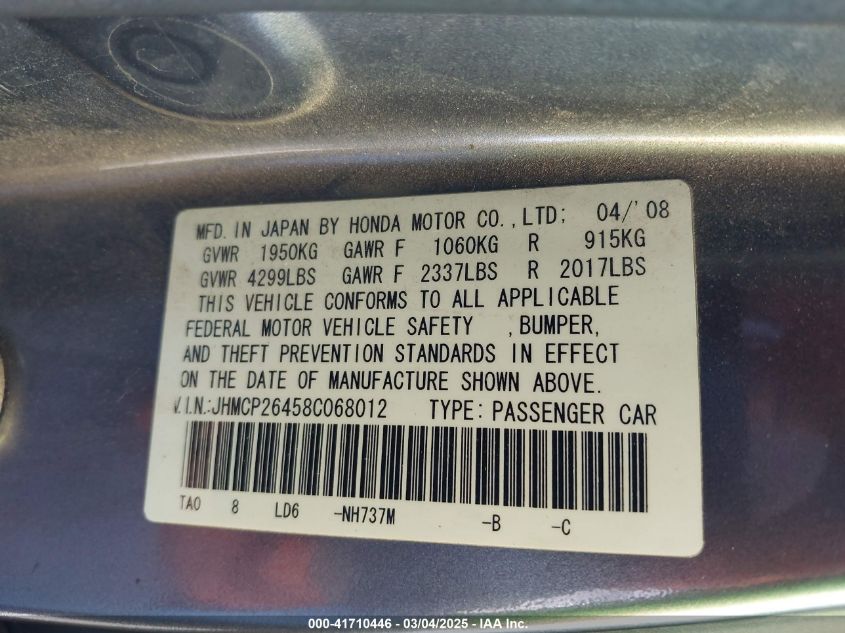 MFD. IN JAPAN BY HONDA MOTOR CO.,LTD; 04/'08
GVWR 1950KG GAWR F 1060KG R 915KG
GVWR 4299LBS GAWR F 2337LBS R 2017LBS
THIS VEHICLE CONFORMS TO ALL APPLICABLE
FEDERAL MOTOR VEHICLE SAFETY , BUMPER,
AND THEFT PREVENTION STANDARDS IN EFFECT
ON THE DATE OF MANUFACTURE SHOWN ABOVE.
V.I.N.:JHMCP26458C068012 TYPE: PASSENGER CAR
TA0 8 LD6 -NH737M -B -C
000-41710446 - 03/04/2025 - IAA Inc.